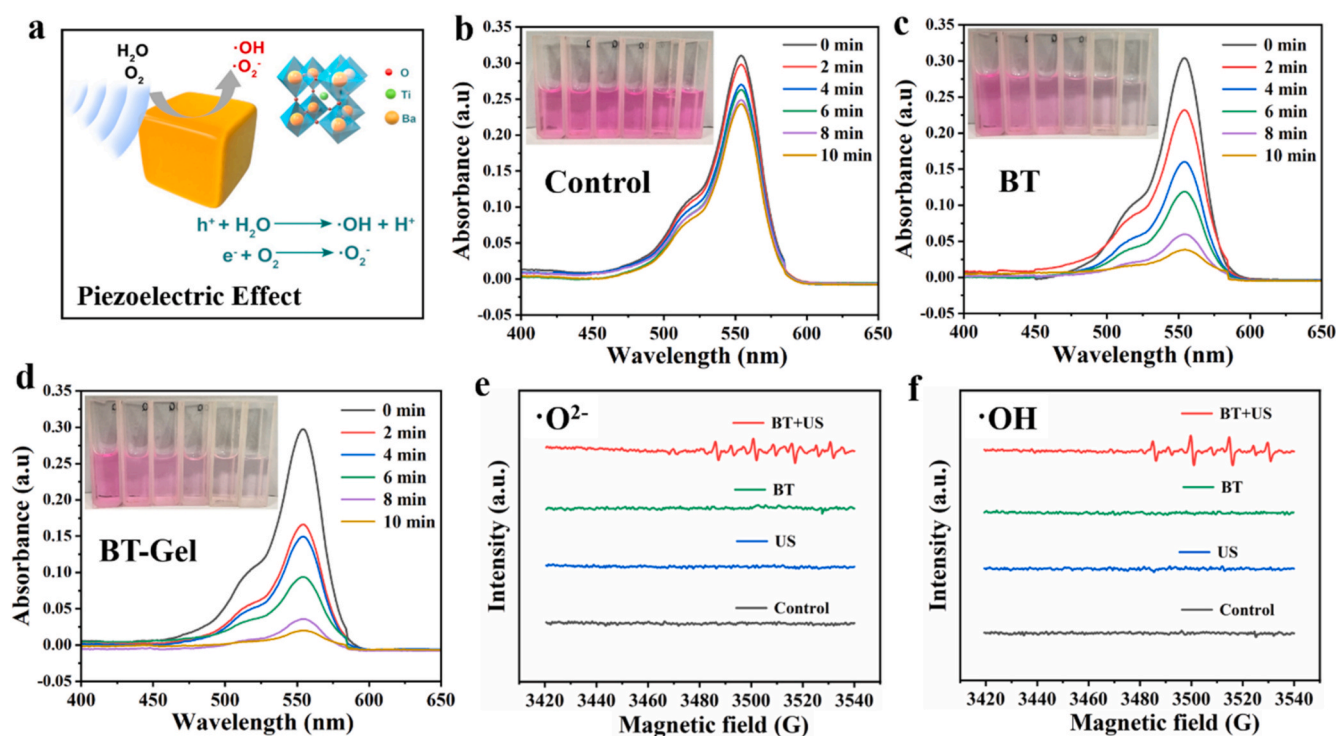 a
H₂O
O₂
·OH
·O₂⁻
O
Ti
Ba
h⁺ + H₂O → ·OH + H⁺
e⁻ + O₂ → ·O₂⁻
Piezoelectric Effect
b
0.35
0.30
0.25
0.20
0.15
0.10
0.05
0.00
-0.05
Absorbance (a.u)
Control
0 min
2 min
4 min
6 min
8 min
10 min
400 450 500 550 600 650
Wavelength (nm)
c
0.35
0.30
0.25
0.20
0.15
0.10
0.05
0.00
-0.05
Absorbance (a.u)
BT
0 min
2 min
4 min
6 min
8 min
10 min
400 450 500 550 600 650
Wavelength (nm)
d
0.35
0.30
0.25
0.20
0.15
0.10
0.05
0.00
-0.05
Absorbance (a.u)
BT-Gel
0 min
2 min
4 min
6 min
8 min
10 min
400 450 500 550 600 650
Wavelength (nm)
e
·O²⁻
BT+US
BT
US
Control
Intensity (a.u.)
3420 3440 3460 3480 3500 3520 3540
Magnetic field (G)
f
·OH
BT+US
BT
US
Control
Intensity (a.u.)
3420 3440 3460 3480 3500 3520 3540
Magnetic field (G)